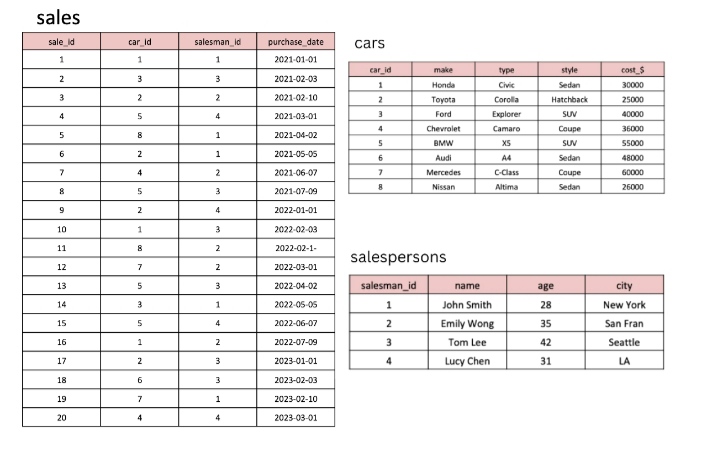 sales
sale_id car_id salesman_id purchase_date
1 1 1 2021-01-01
2 3 3 2021-02-03
3 2 2 2021-02-10
4 5 4 2021-03-01
5 8 1 2021-04-02
6 2 1 2021-05-05
7 4 2 2021-06-07
8 5 3 2021-07-09
9 2 4 2022-01-01
10 1 3 2022-02-03
11 8 2 2022-02-1-
12 7 2 2022-03-01
13 5 3 2022-04-02
14 3 1 2022-05-05
15 5 4 2022-06-07
16 1 2 2022-07-09
17 2 3 2023-01-01
18 6 3 2023-02-03
19 7 1 2023-02-10
20 4 4 2023-03-01
cars
car_id make type style cost_$
1 Honda Civic Sedan 30000
2 Toyota Corolla Hatchback 25000
3 Ford Explorer SUV 40000
4 Chevrolet Camaro Coupe 36000
5 BMW X5 SUV 55000
6 Audi A4 Sedan 48000
7 Mercedes C-Class Coupe 60000
8 Nissan Altima Sedan 26000
salespersons
salesman_id name age city
1 John Smith 28 New York
2 Emily Wong 35 San Fran
3 Tom Lee 42 Seattle
4 Lucy Chen 31 LA